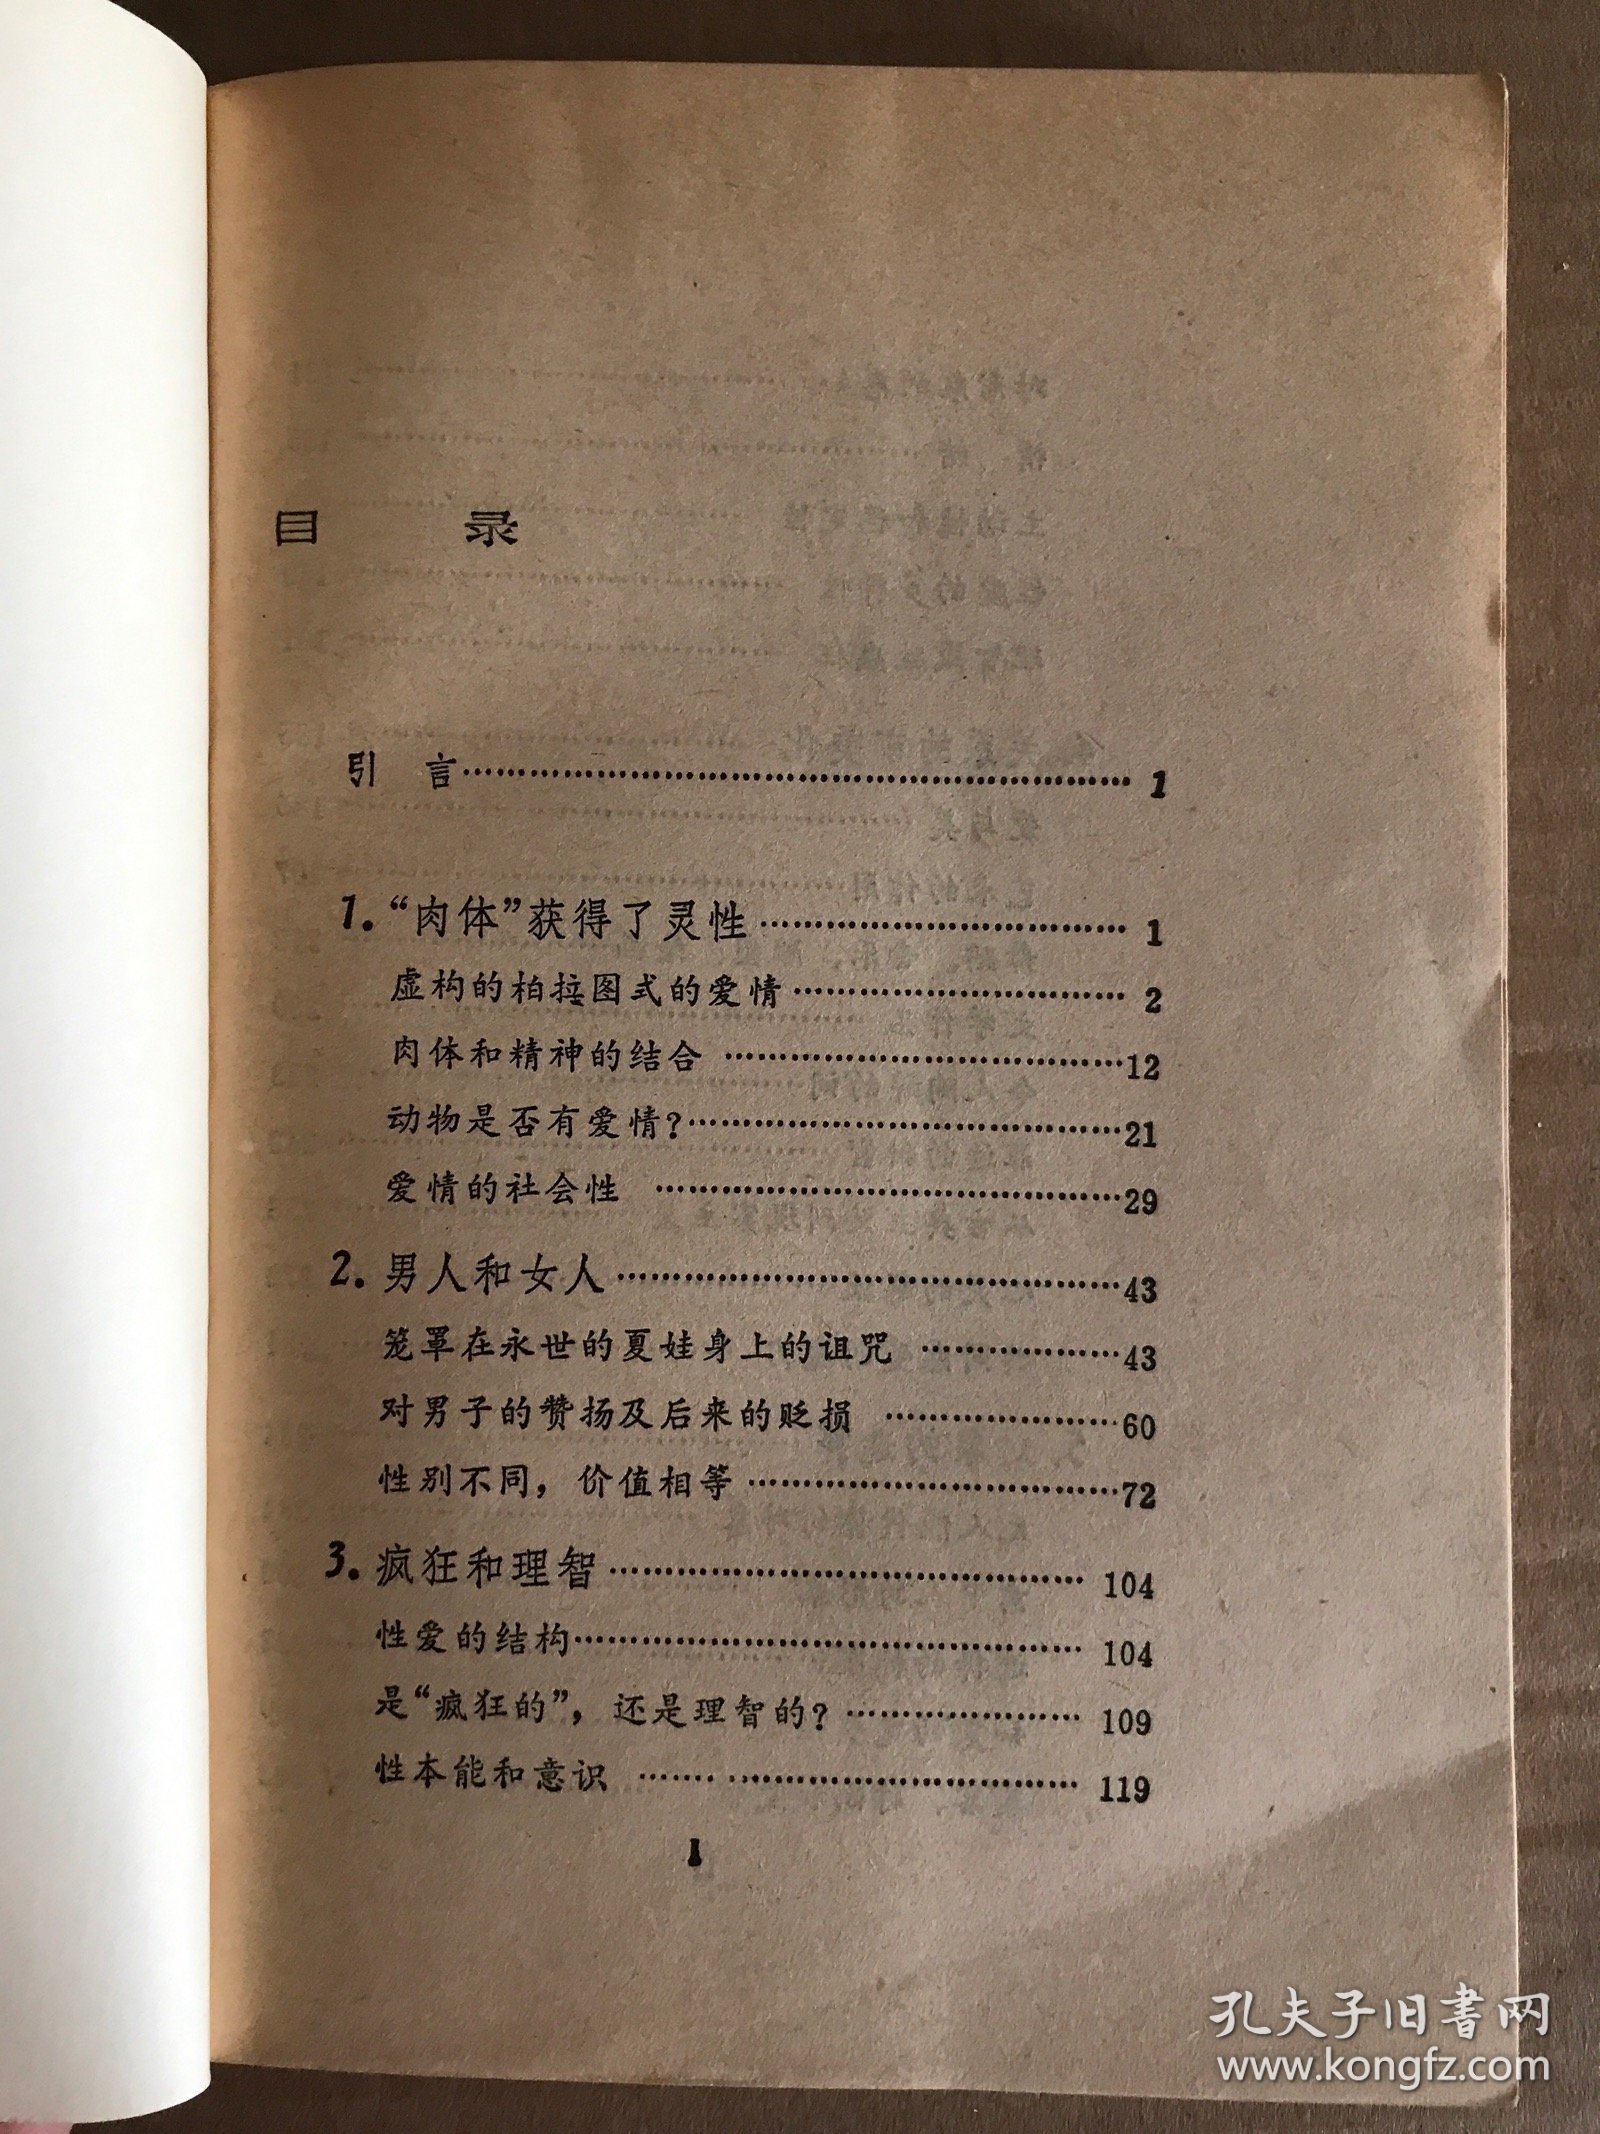 目 录
引 言…………………………………………………… 1
1.“肉体”获得了灵性…………………………… 1
虚构的柏拉图式的爱情………………………… 2
肉体和精神的结合 ………………………………12
动物是否有爱情?…………………………………21
爱情的社会性 ……………………………………29
2. 男人和女人………………………………………43
笼罩在永世的夏娃身上的诅咒 ………………43
对男子的赞扬及后来的贬损 …………………60
性别不同，价值相等……………………………72
3. 疯狂和理智…………………………………… 104
性爱的结构……………………………………… 104
是“疯狂的”，还是理智的?………………… 109
性本能和意识 ………………………………… 119
1
孔夫子旧书网
www.kongfz.com